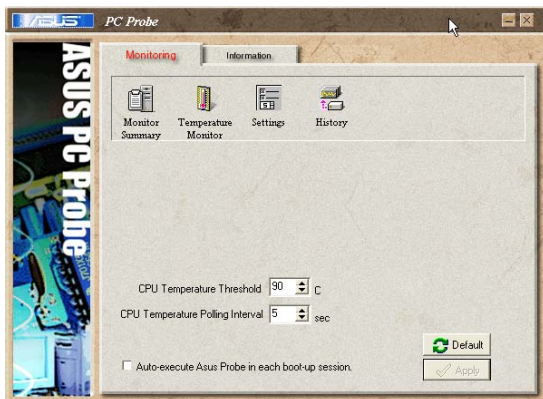 ASUS PC Probe
ASUS PC Probe
Monitoring Information
Monitor Summary
Temperature Monitor
Settings
History
CPU Temperature Threshold 90 C
CPU Temperature Polling Interval 5 sec
Default
Auto-execute Asus Probe in each boot-up session.
Apply